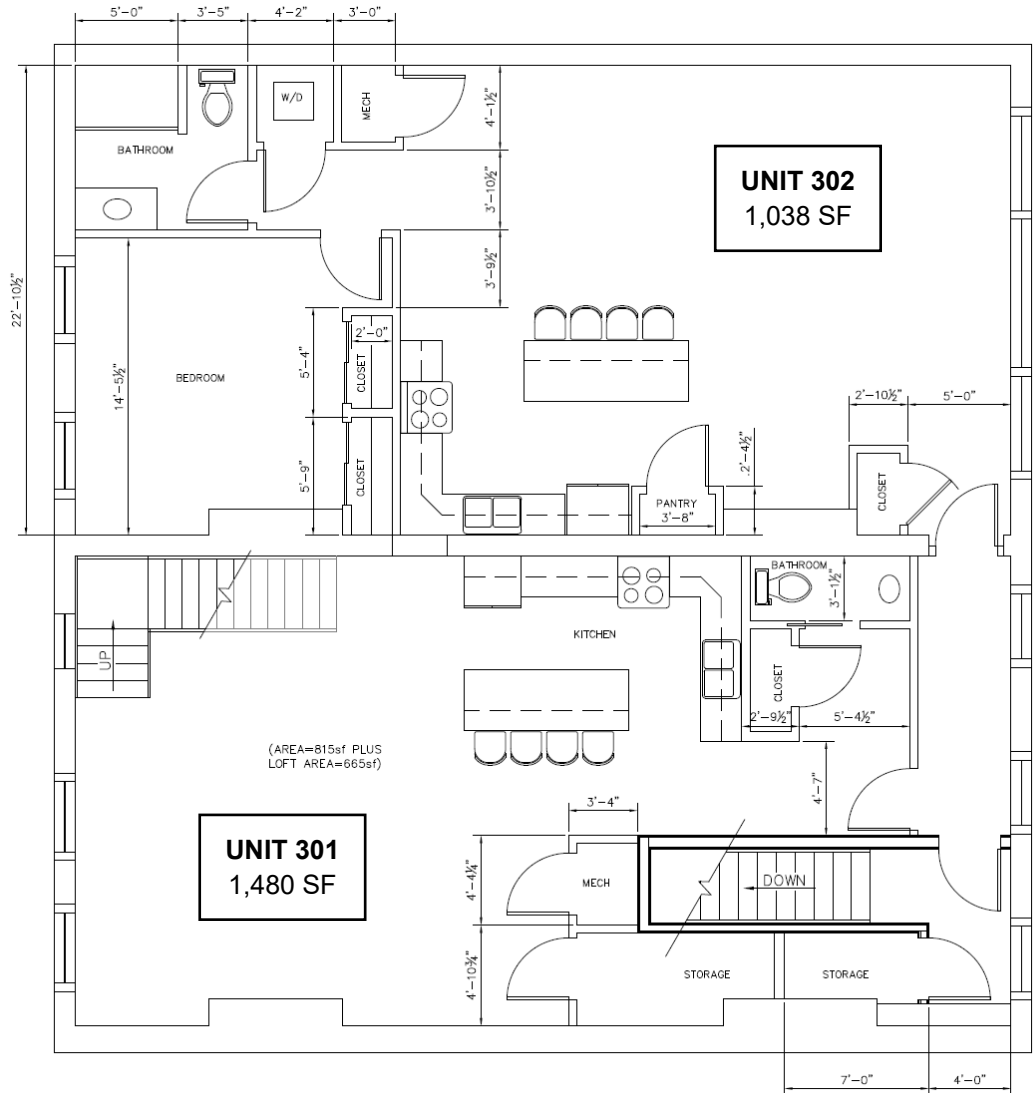 5'-0"
3'-5"
4'-2"
3'-0"
W/D
MECH
4'-1½"
BATHROOM
UNIT 302
1,038 SF
3'-10½"
3'-9½"
22'-10½"
2'-0"
5'-4"
14'-5½"
BEDROOM
CLOSET
2'-10½"
5'-0"
5'-9"
CLOSET
2'-4½"
PANTRY
3'-8"
CLOSET
BATHROOM
3'-1½"
KITCHEN
UP
CLOSET
2'-9½"
5'-4½"
(AREA=815sf PLUS
LOFT AREA=665sf)
4'-7"
3'-4"
UNIT 301
1,480 SF
4'-4¼"
MECH
DOWN
4'-10¾"
STORAGE
STORAGE
7'-0"
4'-0"